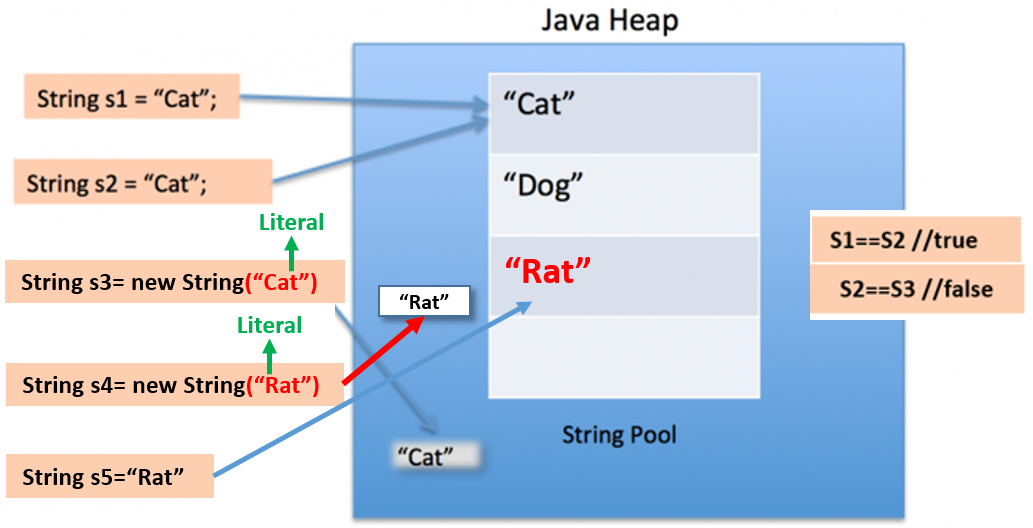 Java Heap
String s1 = “Cat”;
String s2 = “Cat”;
Literal
String s3= new String(“Cat”)
Literal
String s4= new String(“Rat”)
String s5=“Rat”
“Cat”
“Dog”
“Rat”
“Rat”
“Cat”
String Pool
S1==S2 //true
S2==S3 //false